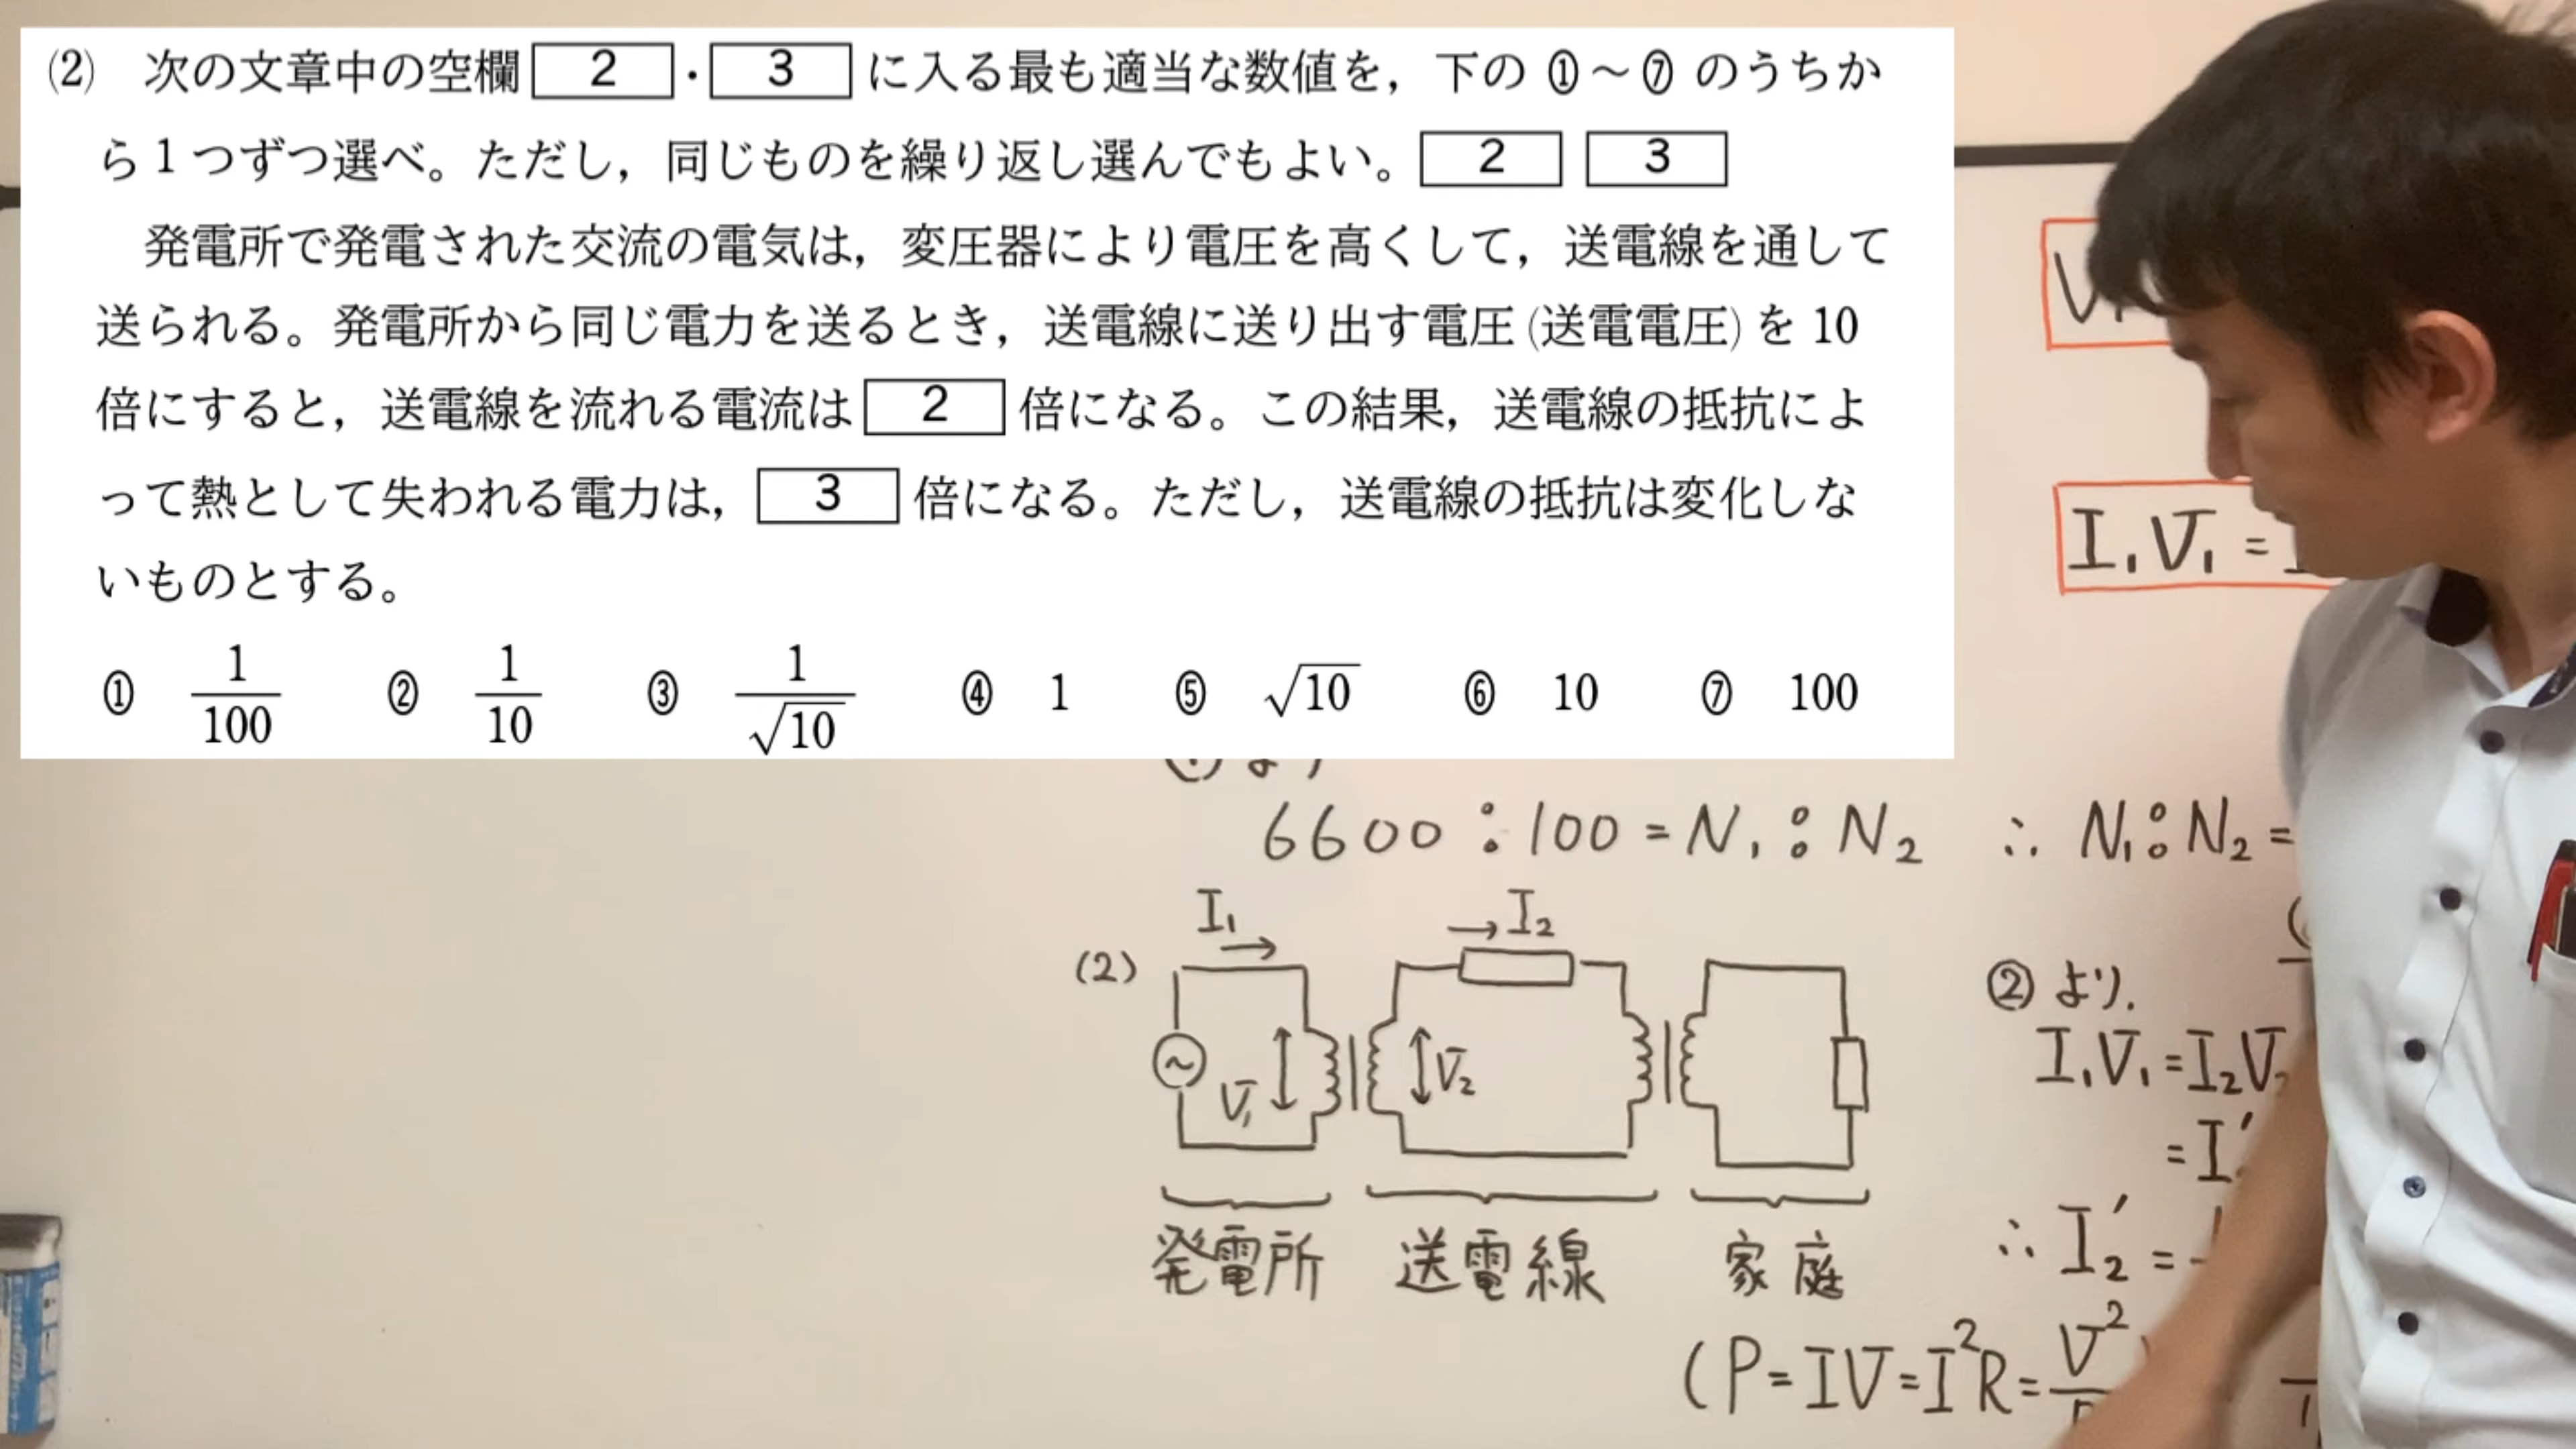 (2) 次の文章中の空欄 2 ・ 3 に入る最も適当な数値を，下の ①～⑦ のうちか
ら1つずつ選べ。ただし，同じものを繰り返し選んでもよい。 2 3
発電所で発電された交流の電気は，変圧器により電圧を高くして，送電線を通して
送られる。発電所から同じ電力を送るとき，送電線に送り出す電圧(送電電圧)を 10
倍にすると，送電線を流れる電流は 2 倍になる。この結果，送電線の抵抗によ
って熱として失われる電力は， 3 倍になる。ただし，送電線の抵抗は変化しな
いものとする。
① 1/100 ② 1/10 ③ 1/√10 ④ 1 ⑤ √10 ⑥ 10 ⑦ 100
I₁V₁ =
より
6600 : 100 = N₁ : N₂ ∴ N₁ : N₂ =
(2)
I₁ → → I₂
V₁ V₂
発電所 送電線 家庭
② より.
I₁V₁ = I₂V₂
= I′
∴ I₂′ =
(P = IV = I²R = V²